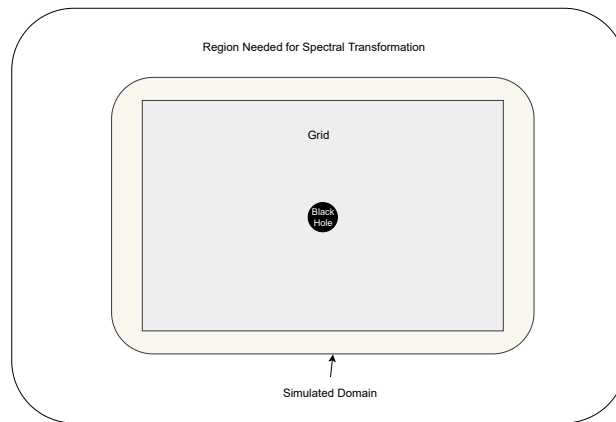 Region Needed for Spectral Transformation
Grid
Black
Hole
Simulated Domain